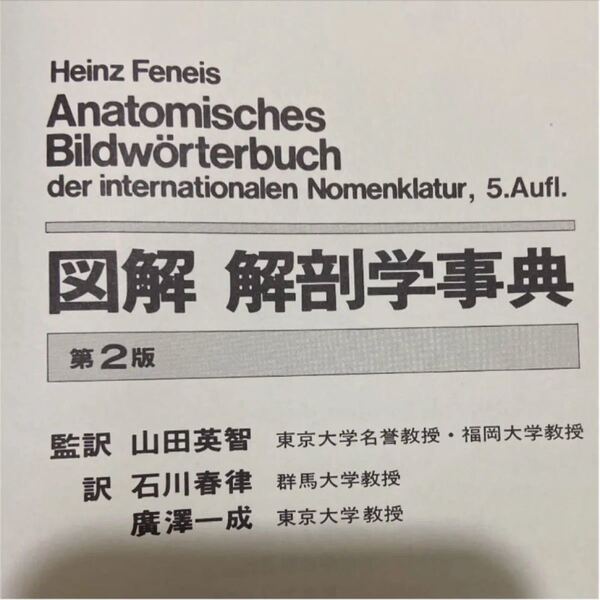 Heinz Feneis
Anatomisches
Bildwörterbuch
der internationalen Nomenklatur, 5.Aufl.
図解 解剖学事典
第2版
監訳 山田英智 東京大学名誉教授・福岡大学教授
訳 石川春律 群馬大学教授
廣澤一成 東京大学教授